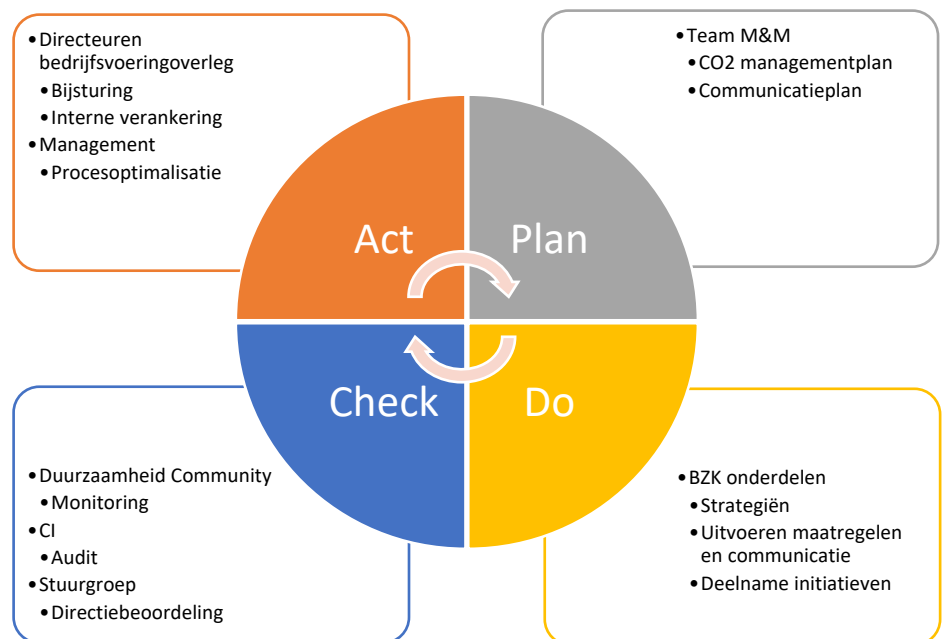 •Directeuren
bedrijfsvoeringoverleg
•Bijsturing
•Interne verankering
•Management
•Procesoptimalisatie
•Team M&M
•CO2 managementplan
•Communicatieplan
Act
Plan
Check
Do
•Duurzaamheid Community
•Monitoring
•CI
•Audit
•Stuurgroep
•Directiebeoordeling
•BZK onderdelen
•Strategiën
•Uitvoeren maatregelen
en communicatie
•Deelname initiatieven